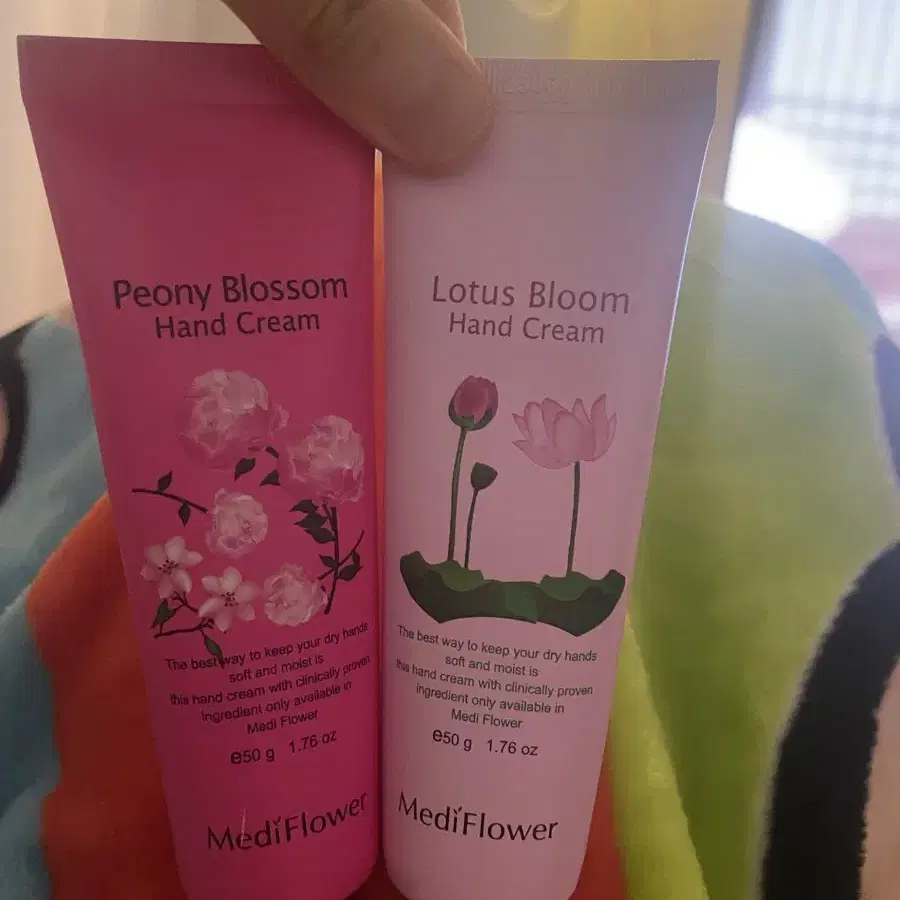 Peony Blossom
Hand Cream
The best way to keep your dry hands
soft and moist is
this hand cream with clinically proven
ingredient only available in
Medi Flower
e50 g 1.76 oz
MediFlower
Lotus Bloom
Hand Cream
The best way to keep your dry hands
soft and moist is
this hand cream with clinically proven
ingredient only available in
Medi Flower
e50 g 1.76 oz
MediFlower